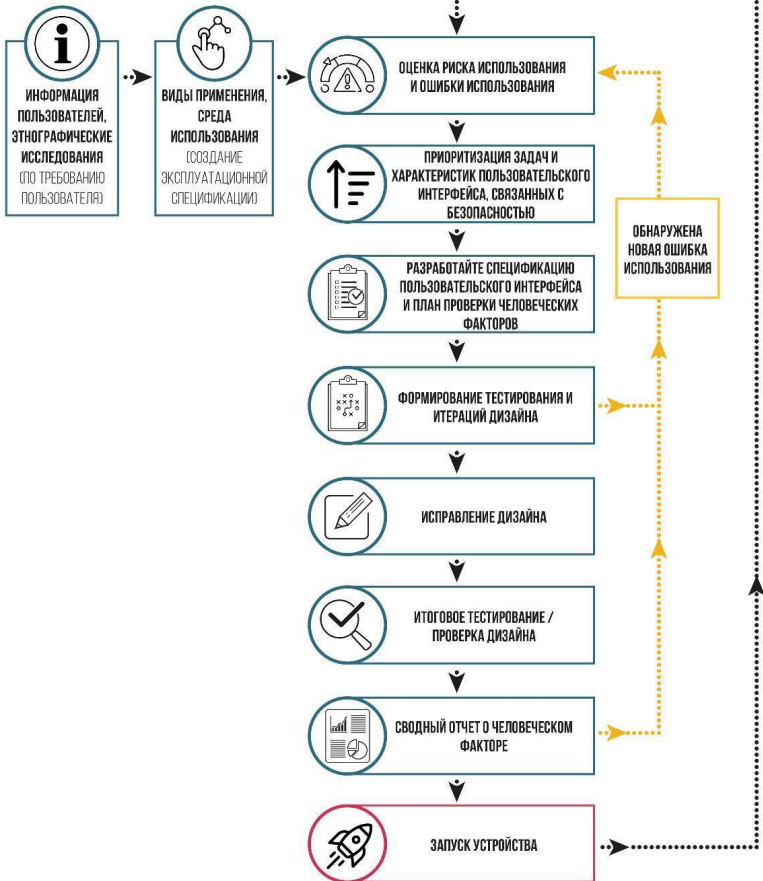 ИНФОРМАЦИЯ
ПОЛЬЗОВАТЕЛЕЙ,
ЭТНОГРАФИЧЕСКИЕ
ИССЛЕДОВАНИЯ
(ПО ТРЕБОВАНИЮ
ПОЛЬЗОВАТЕЛЯ)
ВИДЫ ПРИМЕНЕНИЯ,
СРЕДА
ИСПОЛЬЗОВАНИЯ
(СОЗДАНИЕ
ЭКСПЛУАТАЦИОННОЙ
СПЕЦИФИКАЦИИ)
ОЦЕНКА РИСКА ИСПОЛЬЗОВАНИЯ
И ОШИБКИ ИСПОЛЬЗОВАНИЯ
ПРИОРИТИЗАЦИЯ ЗАДАЧ И
ХАРАКТЕРИСТИК ПОЛЬЗОВАТЕЛЬСКОГО
ИНТЕРФЕЙСА, СВЯЗАННЫХ С
БЕЗОПАСНОСТЬЮ
ОБНАРУЖЕНА
НОВАЯ ОШИБКА
ИСПОЛЬЗОВАНИЯ
РАЗРАБОТАЙТЕ СПЕЦИФИКАЦИЮ
ПОЛЬЗОВАТЕЛЬСКОГО ИНТЕРФЕЙСА
И ПЛАН ПРОВЕРКИ ЧЕЛОВЕЧЕСКИХ
ФАКТОРОВ
ФОРМИРОВАНИЕ ТЕСТИРОВАНИЯ И
ИТЕРАЦИЙ ДИЗАЙНА
ИСПРАВЛЕНИЕ ДИЗАЙНА
ИТОГОВОЕ ТЕСТИРОВАНИЕ /
ПРОВЕРКА ДИЗАЙНА
СВОДНЫЙ ОТЧЕТ О ЧЕЛОВЕЧЕСКОМ
ФАКТОРЕ
ЗАПУСК УСТРОЙСТВА